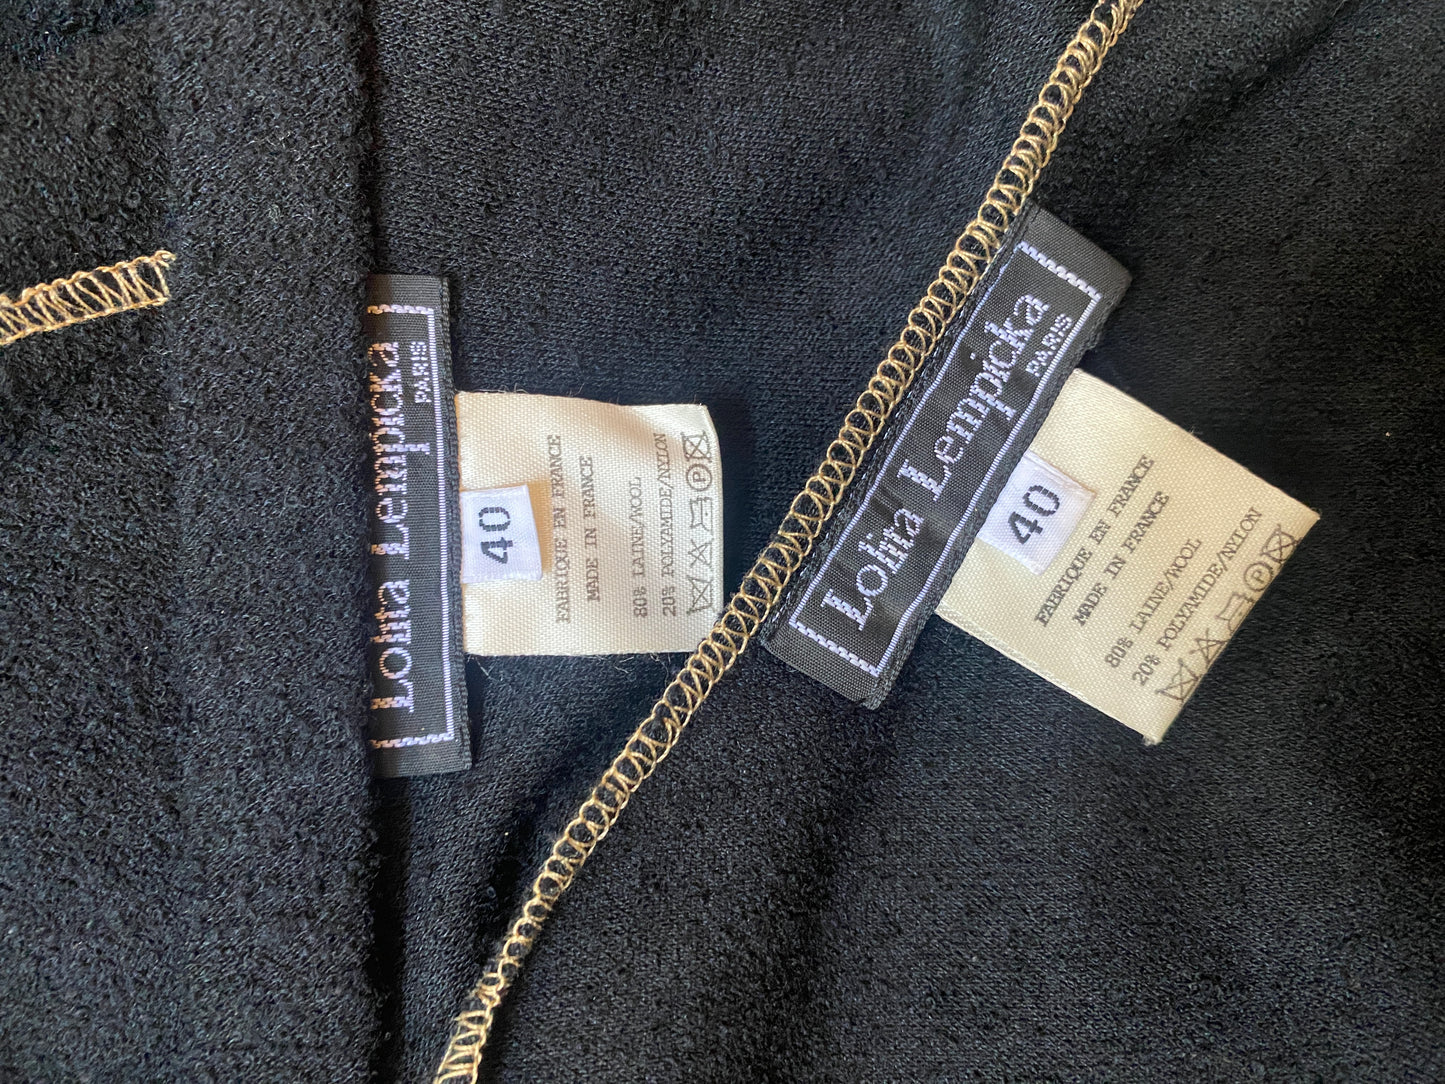 Lolita Lempicka
PARIS
40
FABRIQUE EN FRANCE
MADE IN FRANCE
80% LAINE/WOOL
20% POLYAMIDE/NYLON
P
Lolita Lempicka
PARIS
40
FABRIQUE EN FRANCE
MADE IN FRANCE
80% LAINE/WOOL
20% POLYAMIDE/NYLON
P